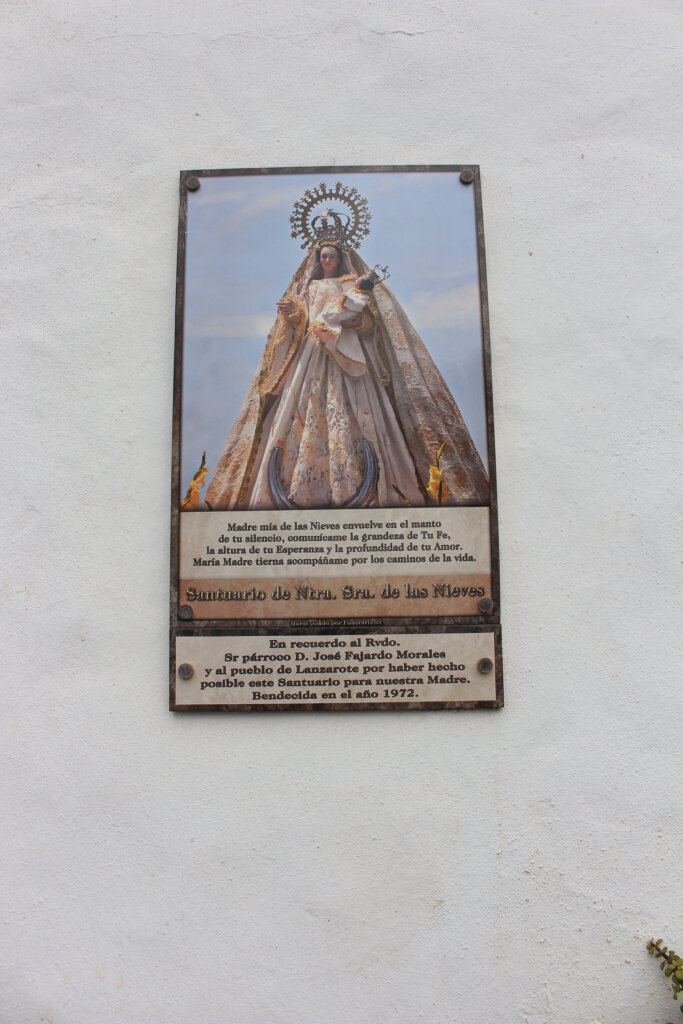 Madre mía de las Nieves envuelve en el manto
de tu silencio, comunícame la grandeza de Tu Fe,
la altura de tu Esperanza y la profundidad de tu Amor.
María Madre tierna acompáñame por los caminos de la vida.
Santuario de Ntra. Sra. de las Nieves
Mural cedido por
En recuerdo al Rvdo.
Sr párroco D. José Fajardo Morales
y al pueblo de Lanzarote por haber hecho
posible este Santuario para nuestra Madre.
Bendecida en el año 1972.